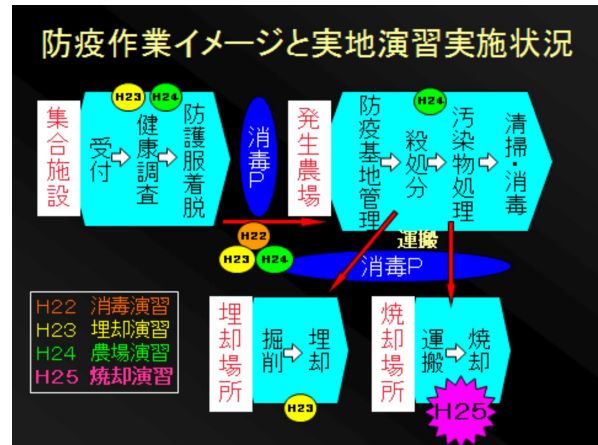 防疫作業イメージと実地演習実施状況
H23
H24
集合施設
受付
健康調査
防護服着脱
消毒P
発生農場
H24
防疫基地管理
殺処分
汚染物処理
清掃・消毒
H22
H23
H24
運搬
消毒P
H22 消毒演習
H23 埋却演習
H24 農場演習
H25 焼却演習
埋却場所
掘削
埋却
H23
焼却場所
運搬
焼却
H25